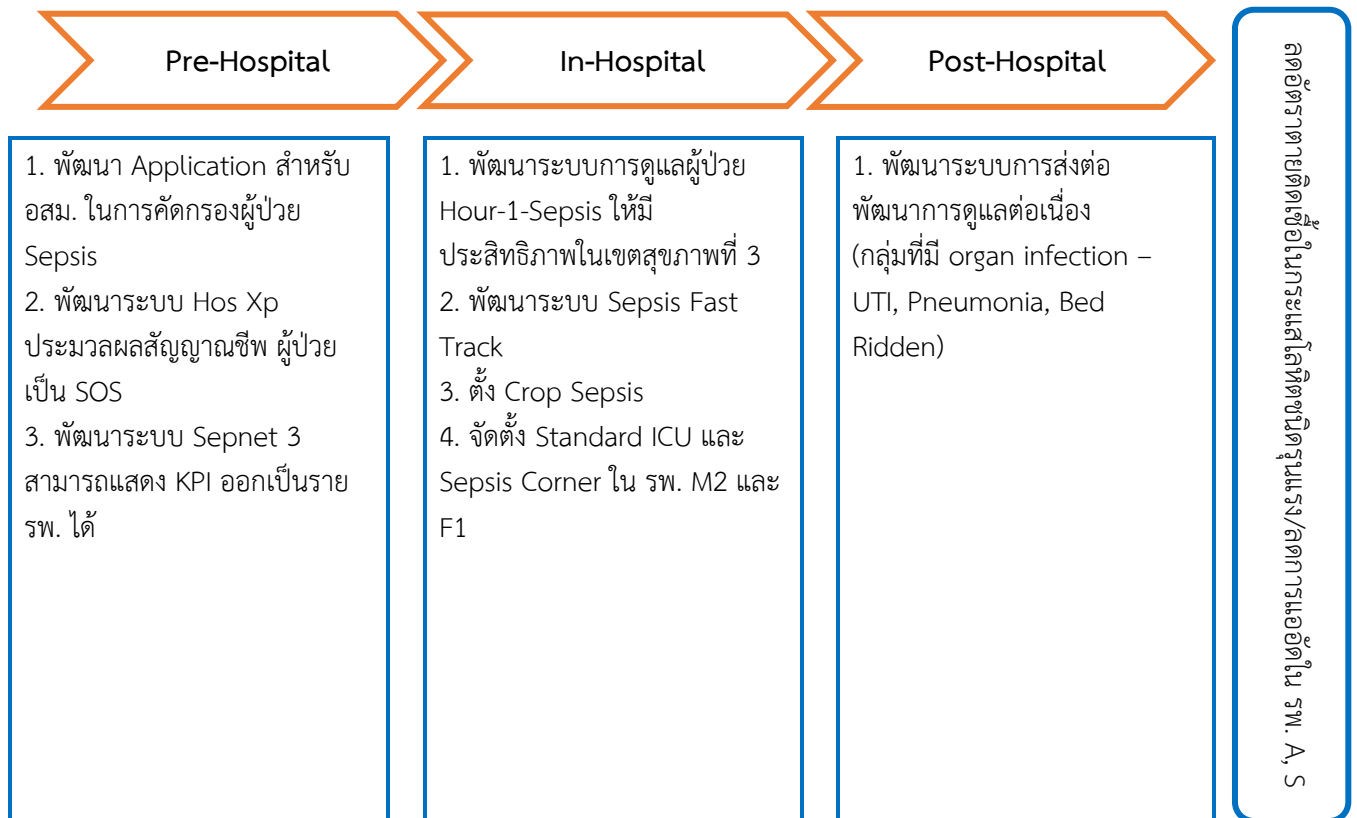 Pre-Hospital
In-Hospital
Post-Hospital
1. พัฒนา Application สำหรับ
อสม. ในการคัดกรองผู้ป่วย
Sepsis
2. พัฒนาระบบ Hos Xp
ประมวลผลสัญญาณชีพ ผู้ป่วย
เป็น SOS
3. พัฒนาระบบ Sepnet 3
สามารถแสดง KPI ออกเป็นราย
รพ. ได้
1. พัฒนาระบบการดูแลผู้ป่วย
Hour-1-Sepsis ให้มี
ประสิทธิภาพในเขตสุขภาพที่ 3
2. พัฒนาระบบ Sepsis Fast
Track
3. ตั้ง Crop Sepsis
4. จัดตั้ง Standard ICU และ
Sepsis Corner ใน รพ. M2 และ
F1
1. พัฒนาระบบการส่งต่อ
พัฒนาการดูแลต่อเนื่อง
(กลุ่มที่มี organ infection –
UTI, Pneumonia, Bed
Ridden)
ลดอัตราตายติดเชื้อในกระแสโลหิตชนิดรุนแรง/ลดการแออัดใน รพ. A, S